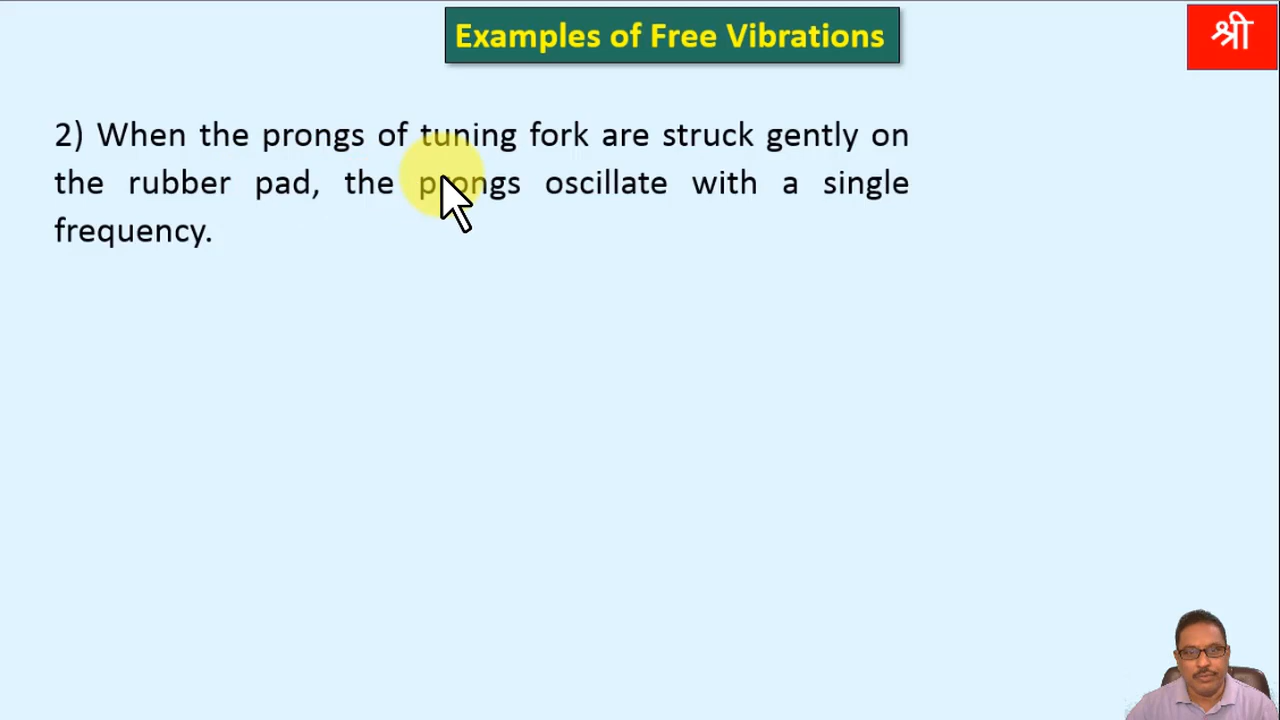 Examples of Free Vibrations
श्री
2) When the prongs of tuning fork are struck gently on
the rubber pad, the prongs oscillate with a single
frequency.